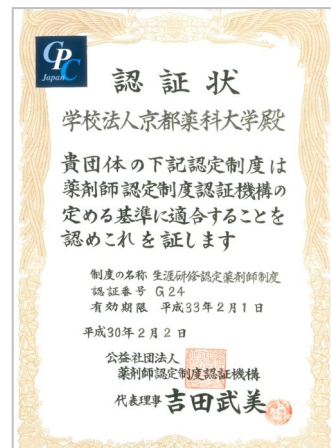 CPC
Japan
認証状
学校法人京都薬科大学殿
貴団体の下記認定制度は
薬剤師認定制度認証機構の
定める基準に適合することを
認めこれを証します
制度の名称 生涯研修認定薬剤師制度
認証番号 G24
有効期限 平成33年2月1日
平成30年2月2日
公益社団法人
薬剤師認定制度認証機構
代表理事 吉田武美